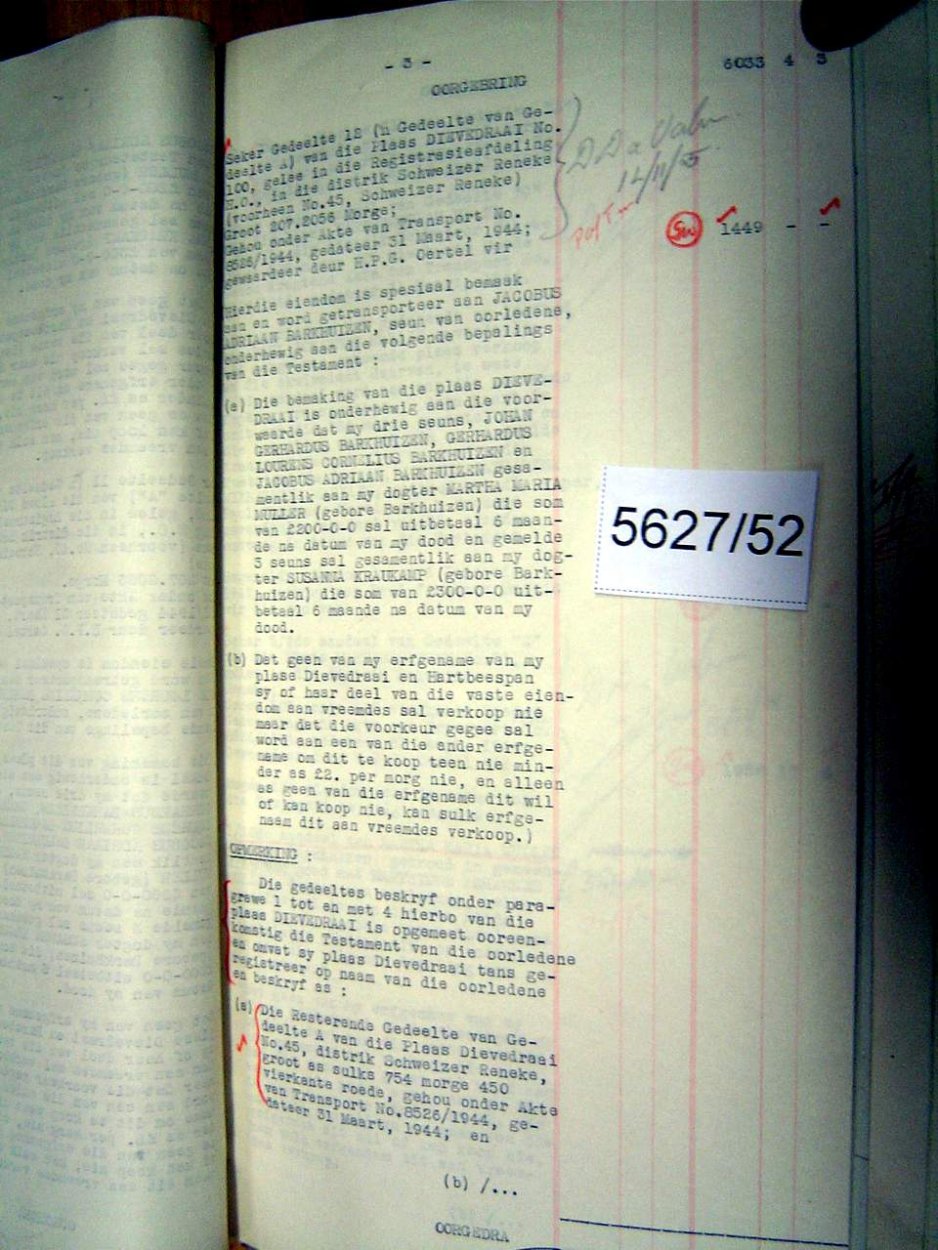 - 3 -
OORGEBRING 6033 4 3
Seker Gedeelte 12 ('n Gedeelte van Ge-
deelte A) van die Plaas DIEVEDRAAI No.
100, geleë in die Registrasieafdeling
H.O., in die distrik Schweizer Reneke
(voorheen No.45, Schweizer Reneke)
Groot 207.2056 Morge;
Gehou onder Akte van Transport No.
8526/1944, gedateer 31 Maart, 1944;
gewaardeer deur H.P.G. Oertel vir 1449 - -
Hierdie eiendom is spesiaal bemaak
aan en word getransporteer aan JACOBUS
ADRIAAN BARKHUIZEN, seun van oorledene,
onderhewig aan die volgende bepalings
van die Testament :
(a) Die bemaking van die plaas DIEVE-
DRAAI is onderhewig aan die voor-
waarde dat my drie seuns, JOHAN
GERHARDUS BARKHUIZEN, GERHARDUS
LOURENS CORNELIUS BARKHUIZEN en
JACOBUS ADRIAAN BARKHUIZEN gesa-
mentlik aan my dogter MARTHA MARIA
MULLER (gebore Barkhuizen) die som
van £200-0-0 sal uitbetaal 6 maan-
de na datum van my dood en gemelde
3 seuns sal gesamentlik aan my dog-
ter SUSANNA KRAUKAMP (gebore Bark-
huizen) die som van £300-0-0 uit-
betaal 6 maande na datum van my
dood.
5627/52
(b) Dat geen van my erfgename van my
plase Dievedraai en Hartbeespan
sy of haar deel van die vaste eien-
dom aan vreemdes sal verkoop nie
maar dat die voorkeur gegee sal
word aan een van die ander erfge-
name om dit te koop teen nie min-
der as £2. per morg nie, en alleen
as geen van die erfgename dit wil
of kan koop nie, kan sulk erfge-
naam dit aan vreemdes verkoop.)
OPMERKING :
Die gedeeltes beskryf onder para-
grawe 1 tot en met 4 hierbo van die
plaas DIEVEDRAAI is opgemeet ooreen-
komstig die Testament van die oorledene
en omvat sy plaas Dievedraai tans ge-
registreer op naam van die oorledene
en beskryf as :
(a) Die Resterende Gedeelte van Ge-
deelte A van die Plaas Dievedraai
No.45, distrik Schweizer Reneke,
groot as sulks 754 morge 450
vierkante roede, gehou onder Akte
van Transport No.8526/1944, ge-
dateer 31 Maart, 1944; en
(b) /...
OORGEDRA